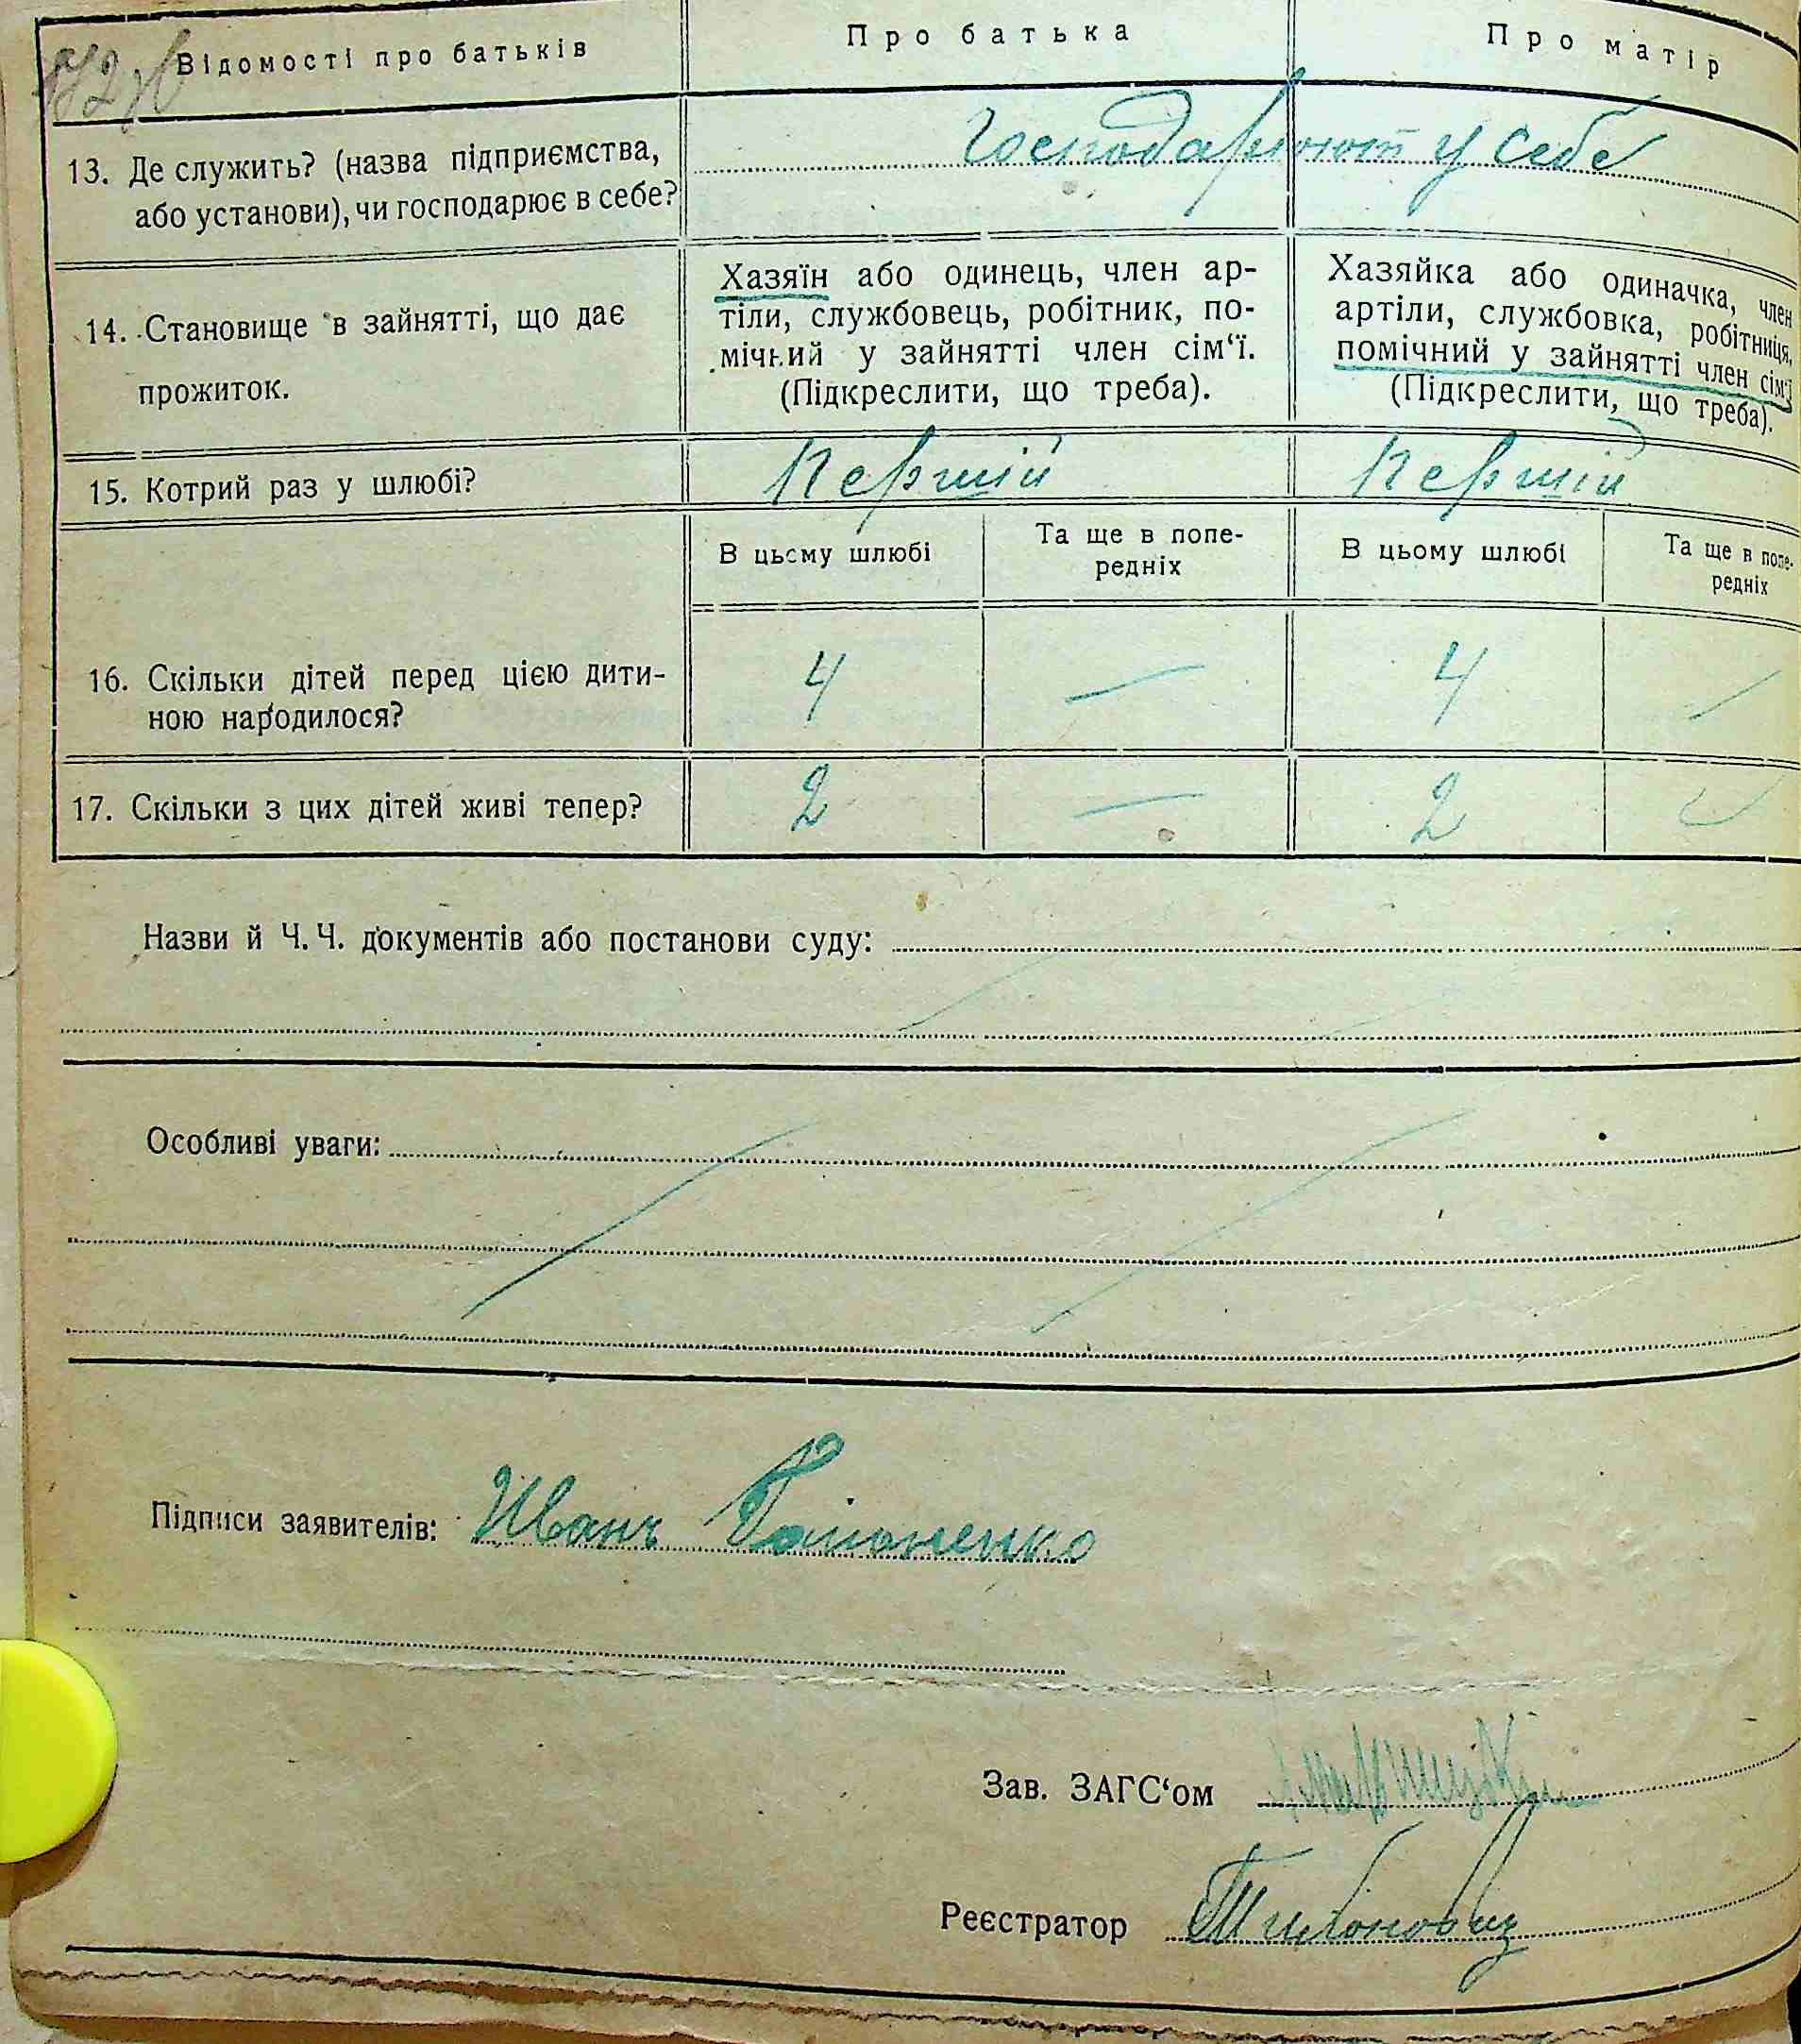 Відомості про батьків
Про батька
Про матір
13. Де служить? (назва підприємства, або установи), чи господарює в себе?
Господарюют у себе
14. Становище в зайнятті, що дає прожиток.
Хазяїн або одинець, член ар-
тіли, службовець, робітник, по-
мічний у зайнятті член сім‘ї.
(Підкреслити, що треба).
Хазяйка або одиначка, член
артіли, службовка, робітниця,
помічний у зайнятті член сім‘ї
(Підкреслити, що треба).
15. Котрий раз у шлюбі?
Перший
Перший
В цьому шлюбі
Та ще в попе-
редніх
В цьому шлюбі
Та ще в попе-
редніх
16. Скільки дітей перед цією дити-
ною народилося?
4 — 4 —
17. Скільки з цих дітей живі тепер?
2 — 2
Назви й Ч. Ч. документів або постанови суду:
Особливі уваги:
Підписи заявителів: Иванъ
Зав. ЗАГС‘ом
Реєстратор